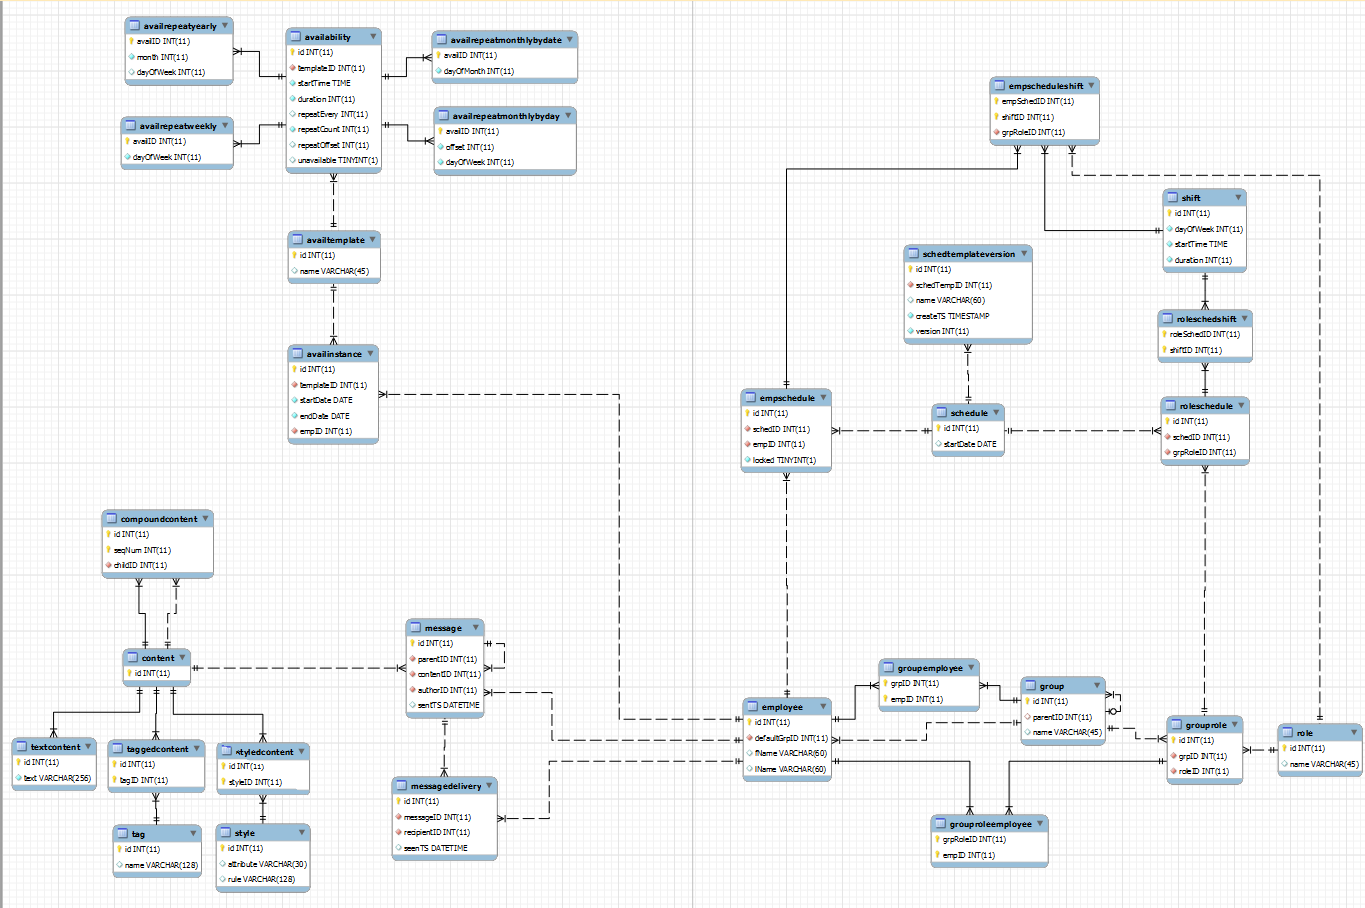 availrepeatyearly
availID INT(11)
month INT(11)
dayOfWeek INT(11)
availability
id INT(11)
templateID INT(11)
startTime TIME
duration INT(11)
repeatEvery INT(11)
repeatCount INT(11)
repeatOffset INT(11)
unavailable TINYINT(1)
availrepeatmonthlybydate
availID INT(11)
dayOfMonth INT(11)
availrepeatweekly
availID INT(11)
dayOfWeek INT(11)
availrepeatmonthlybyday
availID INT(11)
offset INT(11)
dayOfWeek INT(11)
availtemplate
id INT(11)
name VARCHAR(45)
availinstance
id INT(11)
templateID INT(11)
startDate DATE
endDate DATE
empID INT(11)
empscheduleshift
empSchedID INT(11)
shiftID INT(11)
grpRoleID INT(11)
shift
id INT(11)
dayOfWeek INT(11)
startTime TIME
duration INT(11)
schedtemplateversion
id INT(11)
schedTempID INT(11)
name VARCHAR(60)
createTS TIMESTAMP
version INT(11)
roleschedshift
roleSchedID INT(11)
shiftID INT(11)
empschedule
id INT(11)
schedID INT(11)
empID INT(11)
locked TINYINT(1)
schedule
id INT(11)
startDate DATE
roleschedule
id INT(11)
schedID INT(11)
grpRoleID INT(11)
compoundcontent
id INT(11)
seqNum INT(11)
childID INT(11)
content
id INT(11)
message
id INT(11)
parentID INT(11)
contentID INT(11)
authorID INT(11)
sentTS DATETIME
textcontent
id INT(11)
text VARCHAR(256)
taggedcontent
id INT(11)
tagID INT(11)
styledcontent
id INT(11)
styleID INT(11)
tag
id INT(11)
name VARCHAR(128)
style
id INT(11)
attribute VARCHAR(30)
rule VARCHAR(128)
messagedelivery
id INT(11)
messageID INT(11)
recipientID INT(11)
seenTS DATETIME
employee
id INT(11)
defaultGrpID INT(11)
fName VARCHAR(60)
lName VARCHAR(60)
groupemployee
grpID INT(11)
empID INT(11)
group
id INT(11)
parentID INT(11)
name VARCHAR(45)
grouprole
id INT(11)
grpID INT(11)
roleID INT(11)
role
id INT(11)
name VARCHAR(45)
grouproleemployee
grpRoleID INT(11)
empID INT(11)